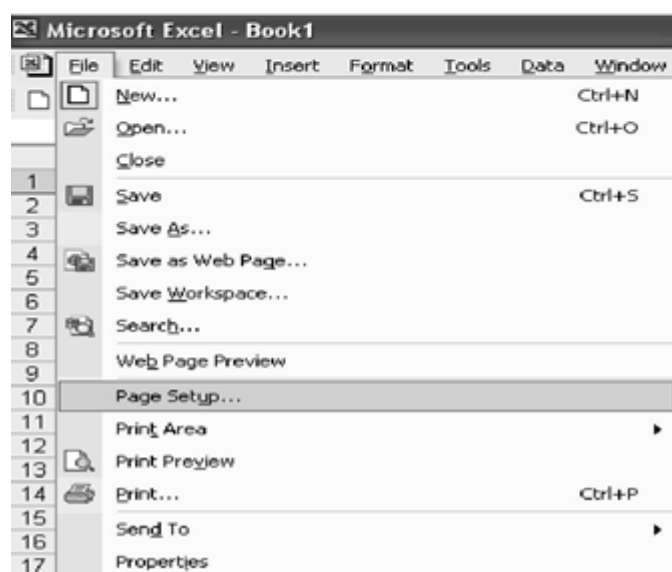 Microsoft Excel - Book1
File Edit View Insert Format Tools Data Window
New... Ctrl+N
Open... Ctrl+O
Close
1
Save Ctrl+S
2
3 Save As...
4 Save as Web Page...
5
6 Save Workspace...
7 Search...
8
Web Page Preview
9
10 Page Setup...
11 Print Area
12
13 Print Preview
14 Print... Ctrl+P
15
Send To
16
17 Properties